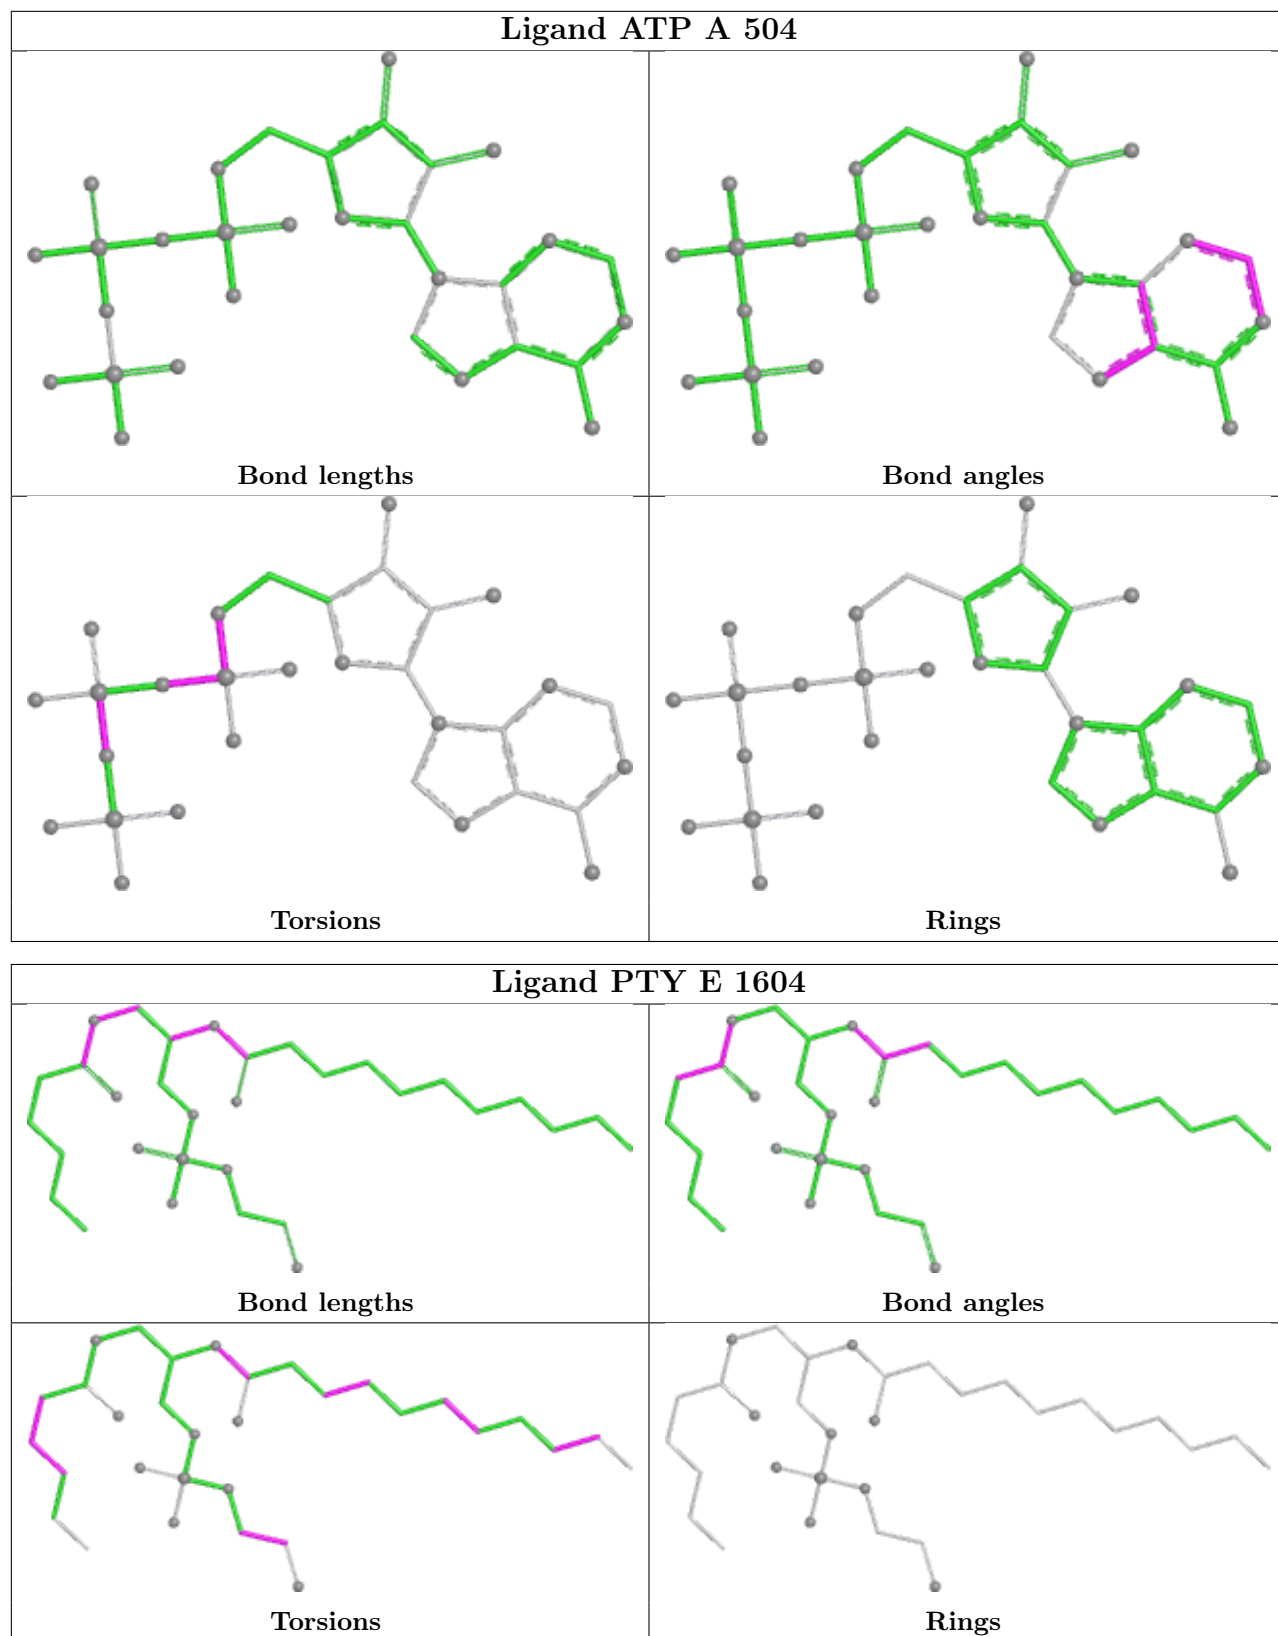 Ligand ATP A 504
Bond lengths
Bond angles
Torsions
Rings
Ligand PTY E 1604
Bond lengths
Bond angles
Torsions
Rings